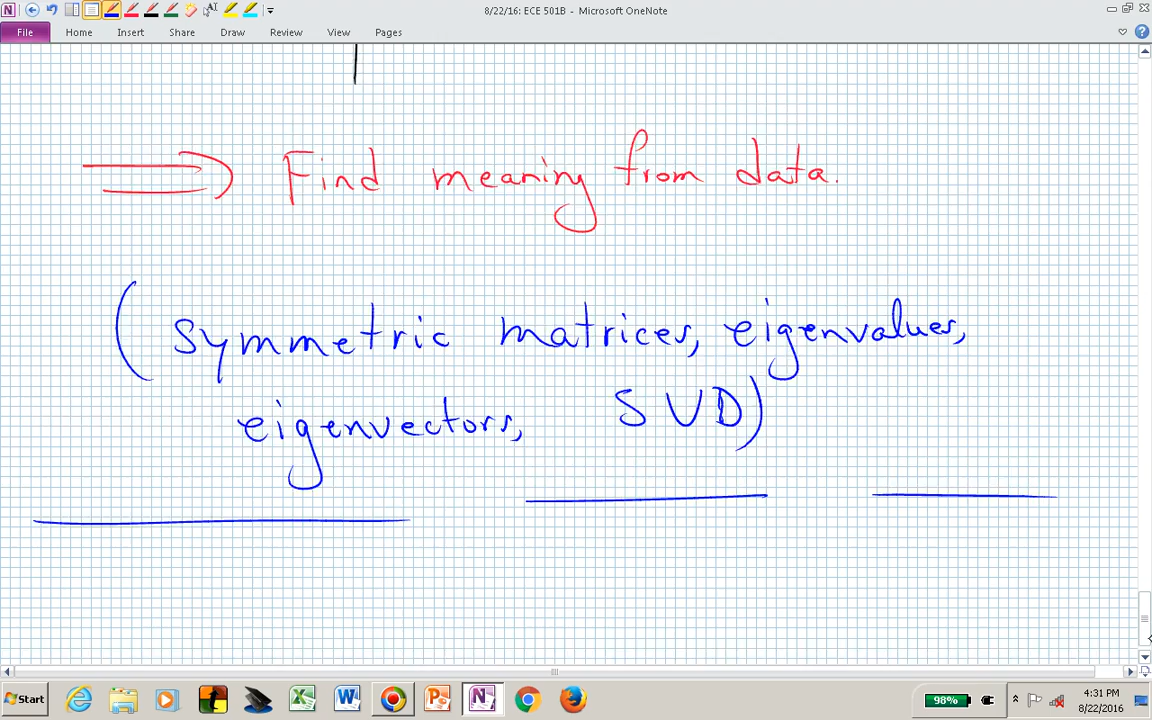 8/22/16: ECE 501B - Microsoft OneNote
File Home Insert Draw Share Review View Pages
⇒ Find meaning from data.
(symmetric matrices, eigenvalues,
eigenvectors, SVD)
Start
98%
4:31 PM
8/22/2016